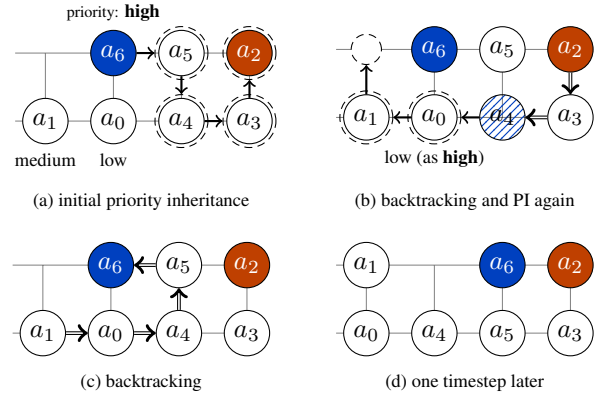 priority: high
a6 a5 a2
a1 a0 a4 a3
medium low
(a) initial priority inheritance
a6 a5 a2
a1 a0 a4 a3
low (as high)
(b) backtracking and PI again
a6 a5 a2
a1 a0 a4 a3
(c) backtracking
a1 a6 a2
a0 a4 a5 a3
(d) one timestep later